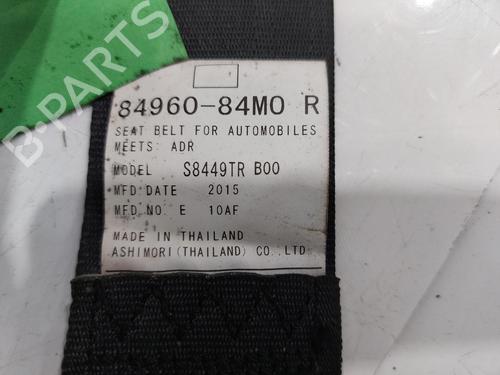 B-PARTS
84960-84M0 R
SEAT BELT FOR AUTOMOBILES
MEETS: ADR
MODEL S8449TR B00
MFD DATE 2015
MFD NO. E 10AF
MADE IN THAILAND
ASHIMORI(THAILAND) CO.,LTD.